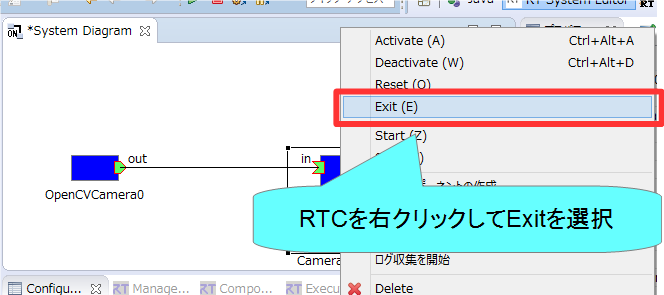 Java
RT System Editor
*System Diagram
Activate (A) Ctrl+Alt+A
Deactivate (W) Ctrl+Alt+D
Reset (O)
Exit (E)
Start (Z)
out
in
OpenCVCamera0
RTCを右クリックしてExitを選択
Camera
ログ収集を開始
Configu...
Manage...
Compo...
Execu
Delete